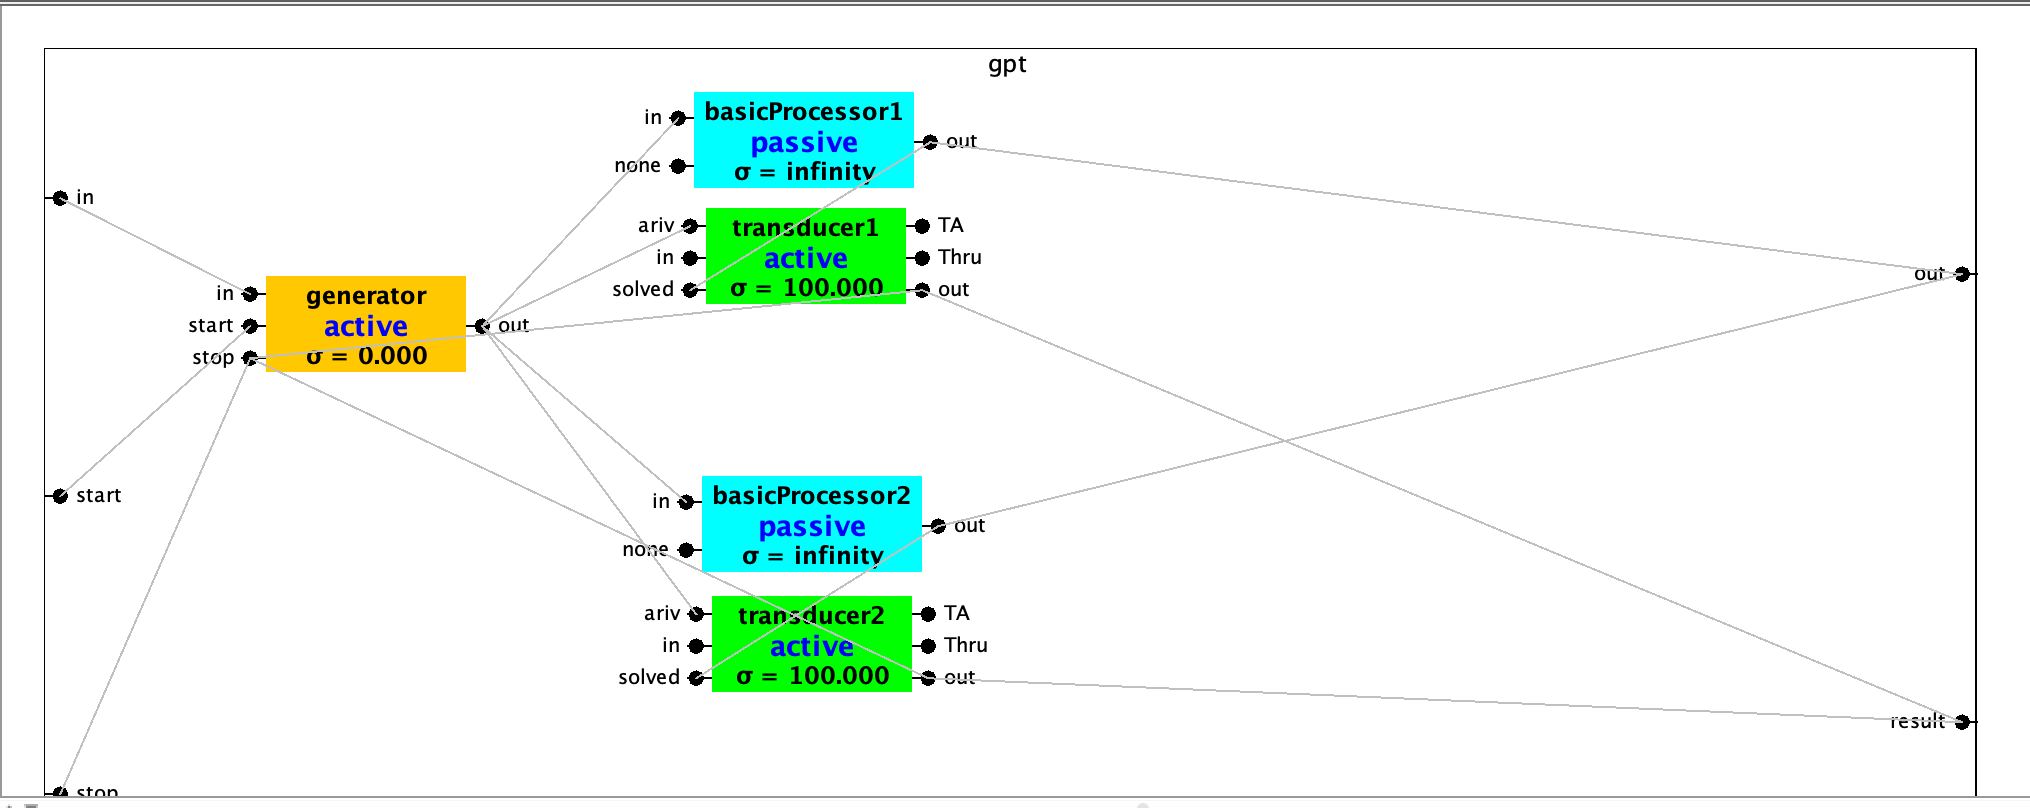 gpt
in
start
stop
in
start
stop
generator
active
σ = 0.000
out
in
none
basicProcessor1
passive
σ = infinity
out
ariv
in
solved
transducer1
active
σ = 100.000
TA
Thru
out
in
none
basicProcessor2
passive
σ = infinity
out
ariv
in
solved
transducer2
active
σ = 100.000
TA
Thru
out
out
result